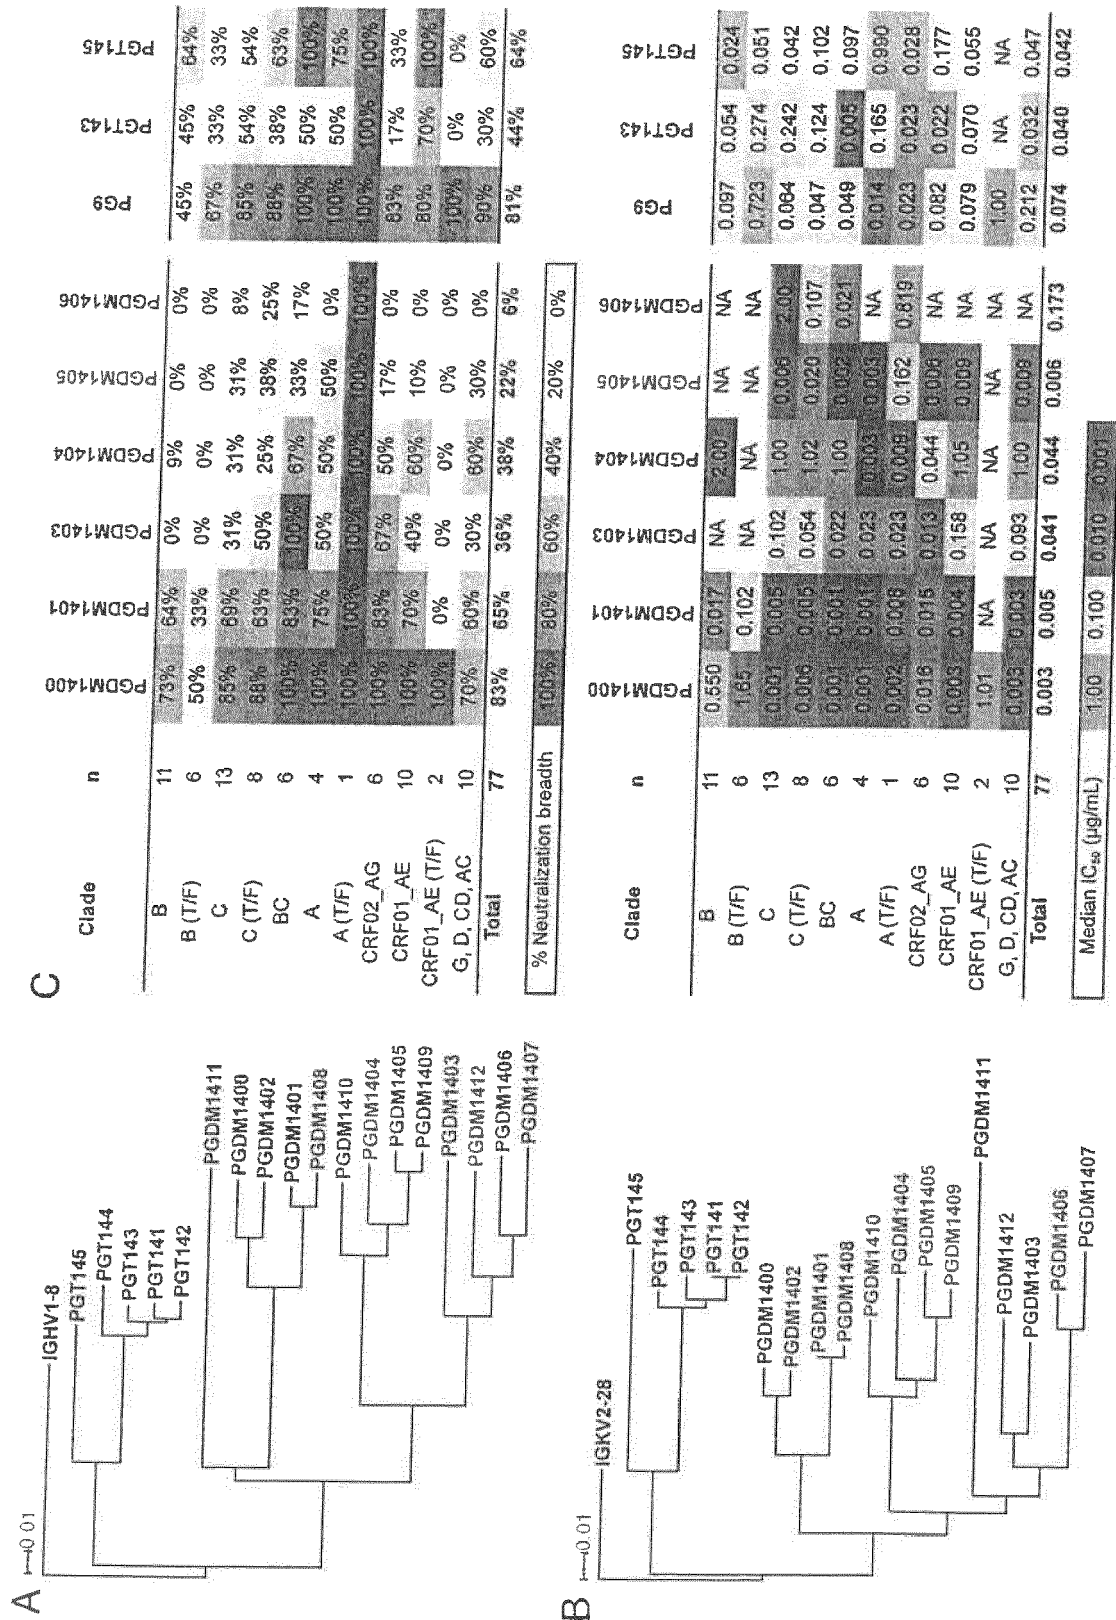 A
0.01
IGHV1-8
PGT145
PGT144
PGT143
PGT141
PGT142
PGDM1411
PGDM1400
PGDM1402
PGDM1401
PGDM1408
PGDM1410
PGDM1404
PGDM1405
PGDM1409
PGDM1403
PGDM1412
PGDM1406
PGDM1407
B
0.01
IGKV2-28
PGT145
PGT144
PGT143
PGT141
PGT142
PGDM1400
PGDM1402
PGDM1401
PGDM1408
PGDM1410
PGDM1404
PGDM1405
PGDM1409
PGDM1411
PGDM1412
PGDM1403
PGDM1406
PGDM1407
C
Clade n PGDM1400 PGDM1401 PGDM1403 PGDM1404 PGDM1405 PGDM1406 PG9 PGT143 PGT145
B 11 73% 64% 0% 9% 0% 0% 45% 45% 64%
B (T/F) 6 50% 33% 0% 0% 0% 0% 67% 33% 33%
C 13 85% 69% 31% 31% 31% 8% 85% 54% 54%
C (T/F) 8 88% 63% 50% 25% 38% 25% 88% 38% 63%
BC 6 100% 83% 100% 67% 33% 17% 100% 50% 100%
A 4 100% 75% 50% 50% 50% 0% 100% 50% 75%
A (T/F) 1 100% 100% 100% 100% 100% 100% 100% 100% 100%
CRF02_AG 6 100% 83% 67% 50% 17% 0% 83% 17% 33%
CRF01_AE 10 100% 70% 40% 60% 10% 0% 80% 70% 100%
CRF01_AE (T/F) 2 100% 0% 0% 0% 0% 0% 100% 0% 0%
G, D, CD, AC 10 70% 60% 30% 60% 30% 0% 90% 30% 60%
Total 77 83% 65% 36% 38% 22% 6% 81% 44% 64%
% Neutralization breadth 100% 80% 60% 40% 20% 0%
Clade n PGDM1400 PGDM1401 PGDM1403 PGDM1404 PGDM1405 PGDM1406 PG9 PGT143 PGT145
B 11 0.550 0.017 NA 2.00 NA NA 0.097 0.054 0.024
B (T/F) 6 1.65 0.102 NA NA NA NA 0.723 0.274 0.051
C 13 0.001 0.005 0.102 1.00 0.006 2.00 0.064 0.242 0.042
C (T/F) 8 0.006 0.005 0.054 1.02 0.020 0.107 0.047 0.124 0.102
BC 6 0.001 0.001 0.022 1.00 0.002 0.021 0.049 0.005 0.097
A 4 0.001 0.001 0.023 0.003 0.003 NA 0.014 0.165 0.990
A (T/F) 1 0.002 0.008 0.023 0.009 0.162 0.819 0.023 0.023 0.028
CRF02_AG 6 0.016 0.015 0.013 0.044 0.006 NA 0.082 0.022 0.177
CRF01_AE 10 0.003 0.004 0.158 1.05 0.009 NA 0.079 0.070 0.055
CRF01_AE (T/F) 2 1.01 NA NA NA NA NA 1.00 NA NA
G, D, CD, AC 10 0.003 0.003 0.093 1.00 0.009 NA 0.212 0.032 0.047
Total 77 0.003 0.005 0.041 0.044 0.006 0.173 0.074 0.040 0.042
Median IC₅₀ (µg/mL) 1.00 0.100 0.010 0.001